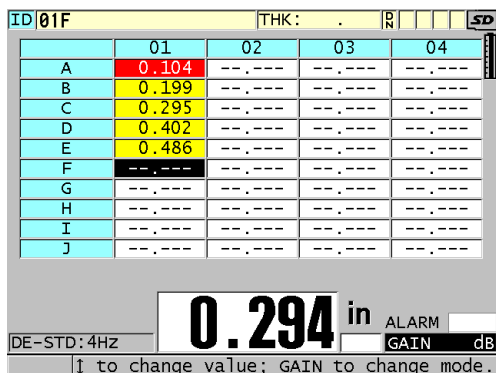 ID 01F THK: . RN SD
01 02 03 04
A 0.104 --.--- --.--- --.---
B 0.199 --.--- --.--- --.---
C 0.295 --.--- --.--- --.---
D 0.402 --.--- --.--- --.---
E 0.486 --.--- --.--- --.---
F --.--- --.--- --.--- --.---
G --.--- --.--- --.--- --.---
H --.--- --.--- --.--- --.---
I --.--- --.--- --.--- --.---
J --.--- --.--- --.--- --.---
0.294 in
ALARM
DE-STD:4Hz GAIN dB
↕ to change value; GAIN to change mode.